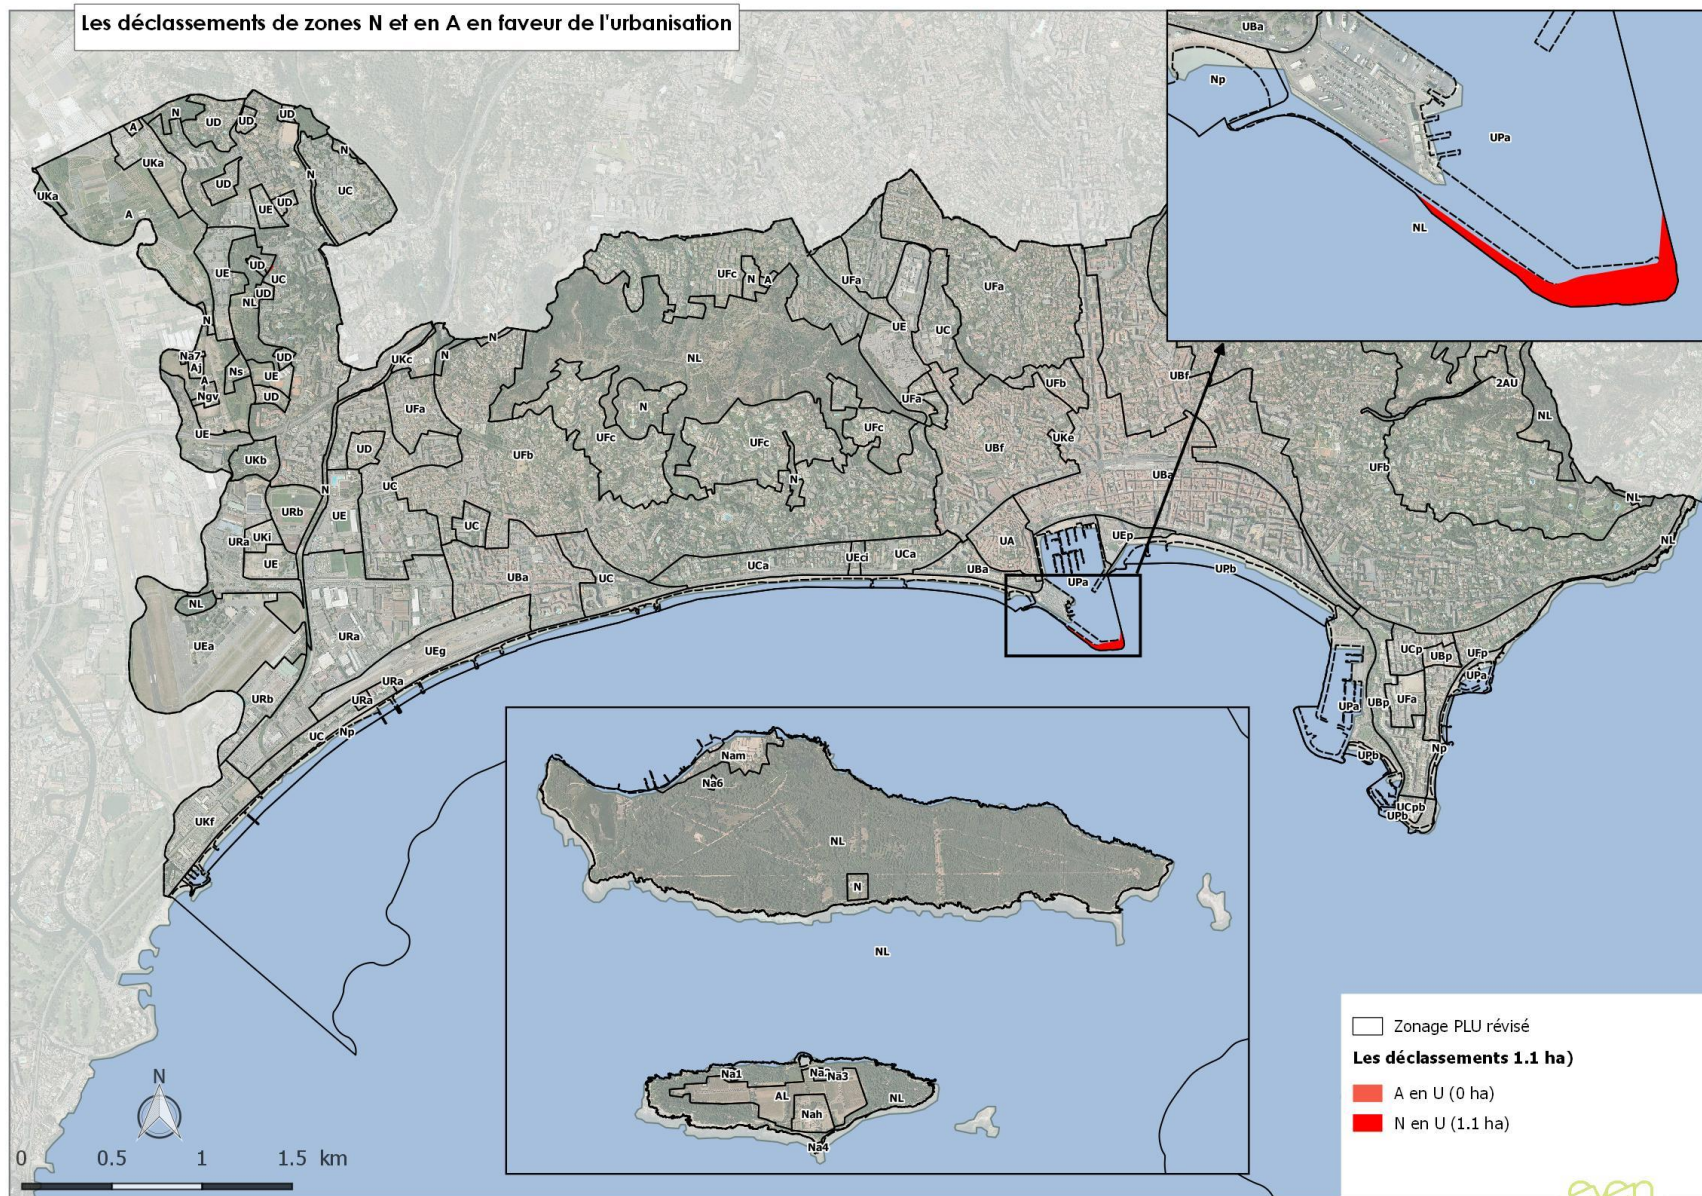 Les déclassements de zones N et en A en faveur de l'urbanisation
UBa
Np
UPa
NL
N
UD
UD
UD
A
UKa
N
N
UD
UC
UKa
UE
UD
A
UE
UD
UC
UD
NL
N
UFc
N
A
UFa
UFa
UE
UC
Na7
Aj
A
Ngv
Ns
UD
UE
UD
UKc
N
N
NL
UFb
UBf
2AU
NL
UFa
UFa
N
UFc
UFc
UFc
UE
UKb
UD
UFb
UBf
UKe
UFb
UC
N
N
UBa
URb
UE
UC
NL
URa
UKi
UE
UA
UEp
NL
UEci
UCa
UCa
UBa
UPa
UPb
UBa
UC
NL
UEa
URa
UEg
URa
URa
URb
UC
Np
UKf
UCp
UBp
UFp
UPa
UFa
UBp
UPa
Np
UPb
UCpb
UPb
Nam
Na6
NL
N
NL
Na1
Na3
AL
NL
Nah
Na4
Zonage PLU révisé
Les déclassements 1.1 ha)
A en U (0 ha)
N en U (1.1 ha)
N
0 0.5 1 1.5 km
even